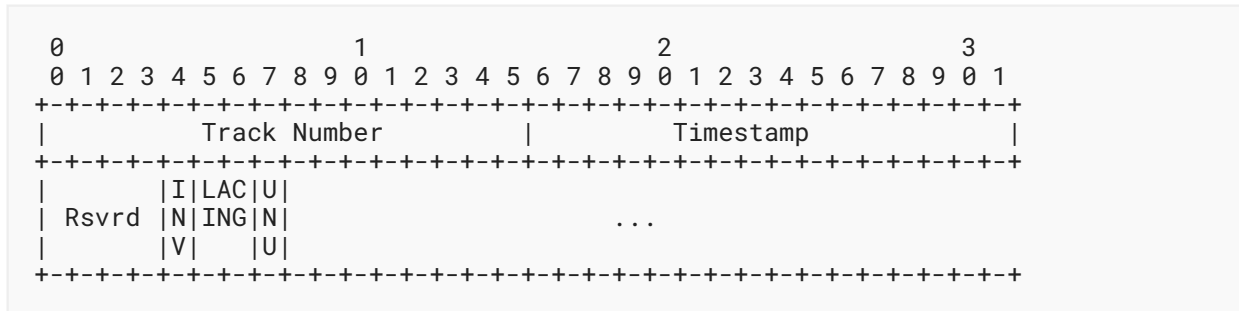 0                   1                   2                   3
 0 1 2 3 4 5 6 7 8 9 0 1 2 3 4 5 6 7 8 9 0 1 2 3 4 5 6 7 8 9 0 1
+-+-+-+-+-+-+-+-+-+-+-+-+-+-+-+-+-+-+-+-+-+-+-+-+-+-+-+-+-+-+-+-+
|          Track Number         |         Timestamp             |
+-+-+-+-+-+-+-+-+-+-+-+-+-+-+-+-+-+-+-+-+-+-+-+-+-+-+-+-+-+-+-+-+
|       |I|LAC|U|
| Rsvrd |N|ING|N|                     ...
|       |V|   |U|
+-+-+-+-+-+-+-+-+-+-+-+-+-+-+-+-+-+-+-+-+-+-+-+-+-+-+-+-+-+-+-+-+